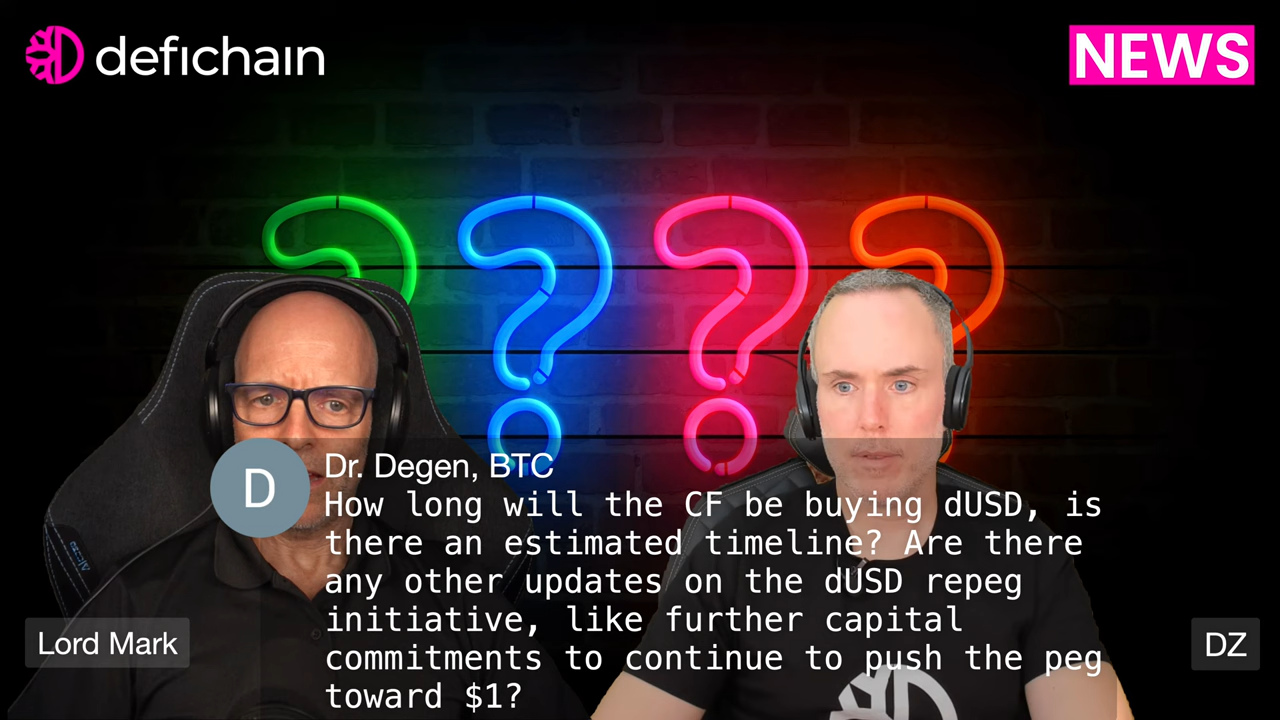 defichain
NEWS
D
Dr. Degen, BTC
How long will the CF be buying dUSD, is
there an estimated timeline? Are there
any other updates on the dUSD repeg
initiative, like further capital
commitments to continue to push the peg
toward $1?
Lord Mark
DZ